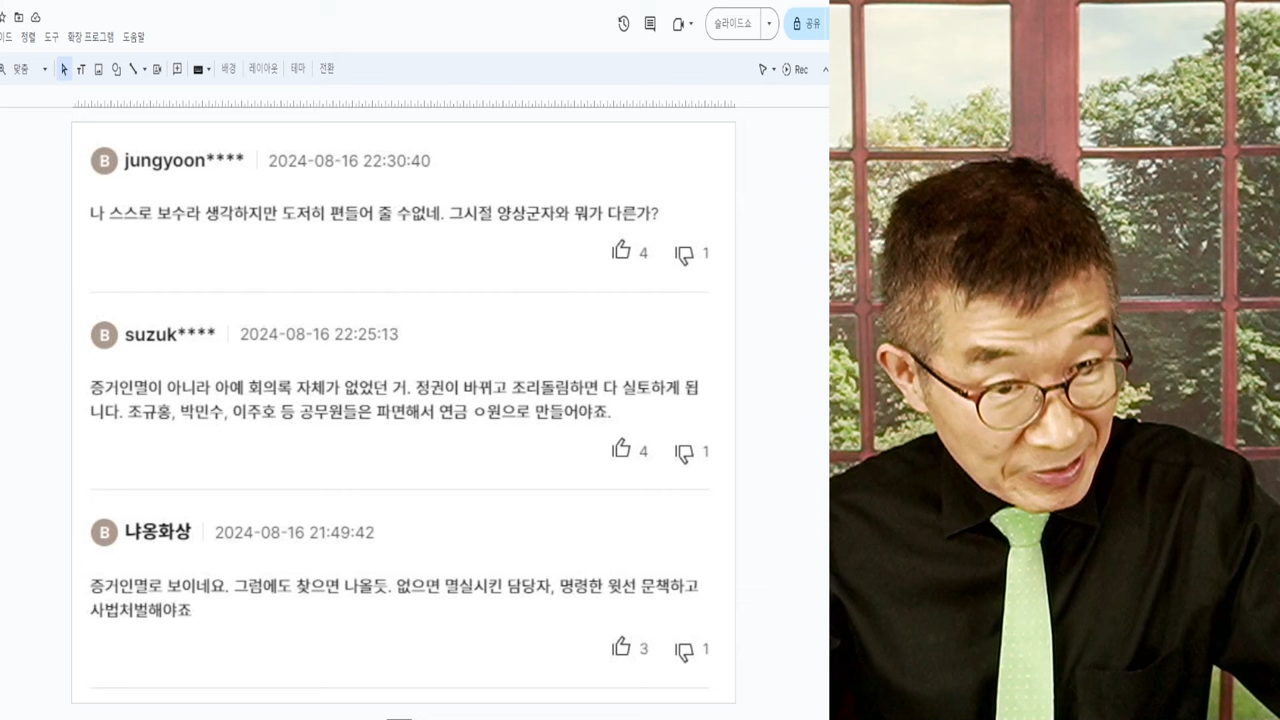 이드 정렬 도구 확장 프로그램 도움말
슬라이드쇼
공유
맞춤
배경 레이아웃 테마 전환
Rec
B jungyoon**** 2024-08-16 22:30:40
나 스스로 보수라 생각하지만 도저히 편들어 줄 수없네. 그시절 양상군자와 뭐가 다른가?
4 1
B suzuk**** 2024-08-16 22:25:13
증거인멸이 아니라 아예 회의록 자체가 없었던 거. 정권이 바뀌고 조리돌림하면 다 실토하게 됩
니다. 조규홍, 박민수, 이주호 등 공무원들은 파면해서 연금 ㅇ원으로 만들어야죠.
4 1
B 냐옹화상 2024-08-16 21:49:42
증거인멸로 보이네요. 그럼에도 찾으면 나올듯. 없으면 멸실시킨 담당자, 명령한 윗선 문책하고
사법처벌해야죠
3 1